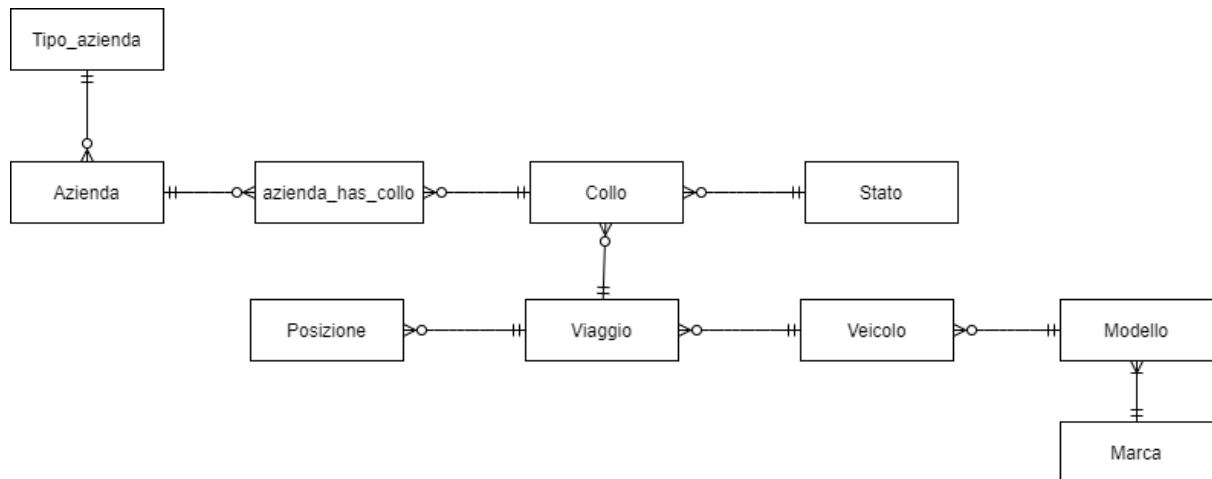 Tipo_azienda
Azienda
azienda_has_collo
Collo
Stato
Posizione
Viaggio
Veicolo
Modello
Marca